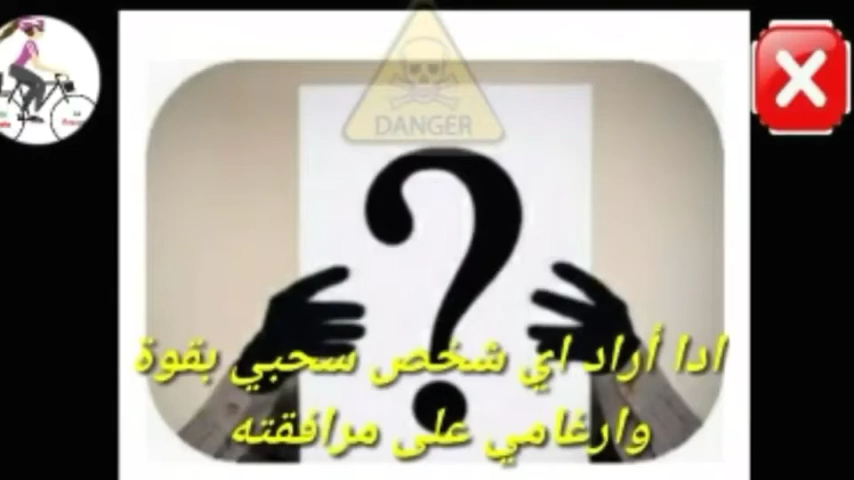 DANGER
?
ادا أراد اي شخص سحبي بقوة
وارغامي على مرافقته